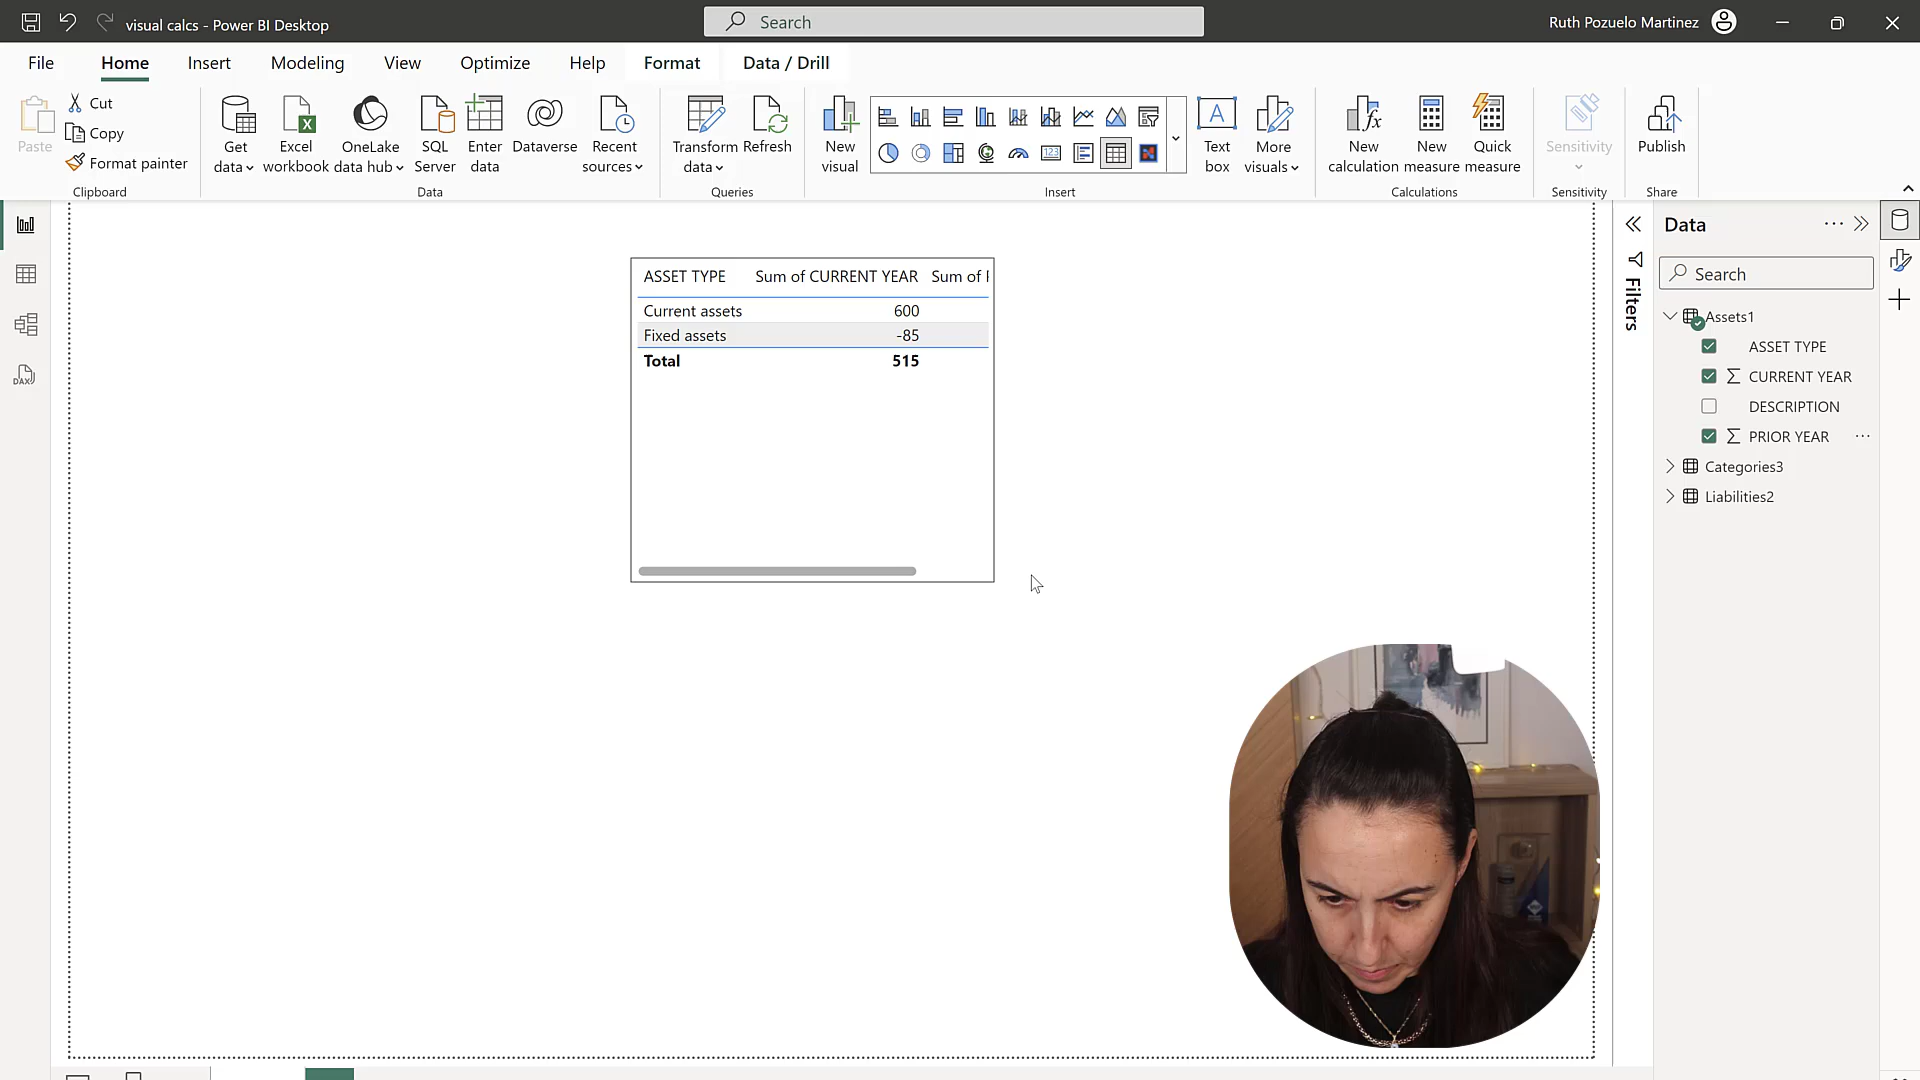 visual calcs - Power BI Desktop
Search
Ruth Pozuelo Martinez
File
Home
Insert
Modeling
View
Optimize
Help
Format
Data / Drill
Paste
Cut
Copy
Format painter
Clipboard
Get data
Excel workbook
OneLake data hub
SQL Server
Enter data
Dataverse
Recent sources
Data
Transform data
Refresh
Queries
New visual
123
A
Text box
More visuals
Insert
New calculation
New measure
Quick measure
Calculations
Sensitivity
Sensitivity
Publish
Share
DAX
ASSET TYPE Sum of CURRENT YEAR Sum of
Current assets 600
Fixed assets -85
Total 515
Filters
Data
Search
Assets1
ASSET TYPE
CURRENT YEAR
DESCRIPTION
PRIOR YEAR
Categories3
Liabilities2